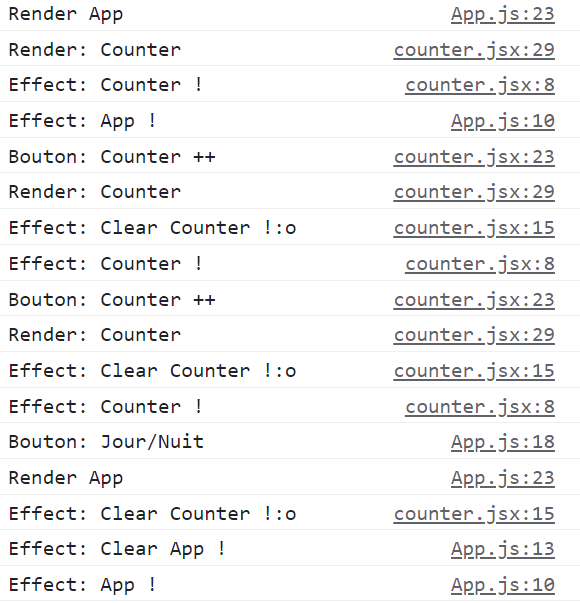 Render App App.js:23
Render: Counter counter.jsx:29
Effect: Counter ! counter.jsx:8
Effect: App ! App.js:10
Bouton: Counter ++ counter.jsx:23
Render: Counter counter.jsx:29
Effect: Clear Counter !:o counter.jsx:15
Effect: Counter ! counter.jsx:8
Bouton: Counter ++ counter.jsx:23
Render: Counter counter.jsx:29
Effect: Clear Counter !:o counter.jsx:15
Effect: Counter ! counter.jsx:8
Bouton: Jour/Nuit App.js:18
Render App App.js:23
Effect: Clear Counter !:o counter.jsx:15
Effect: Clear App ! App.js:13
Effect: App ! App.js:10